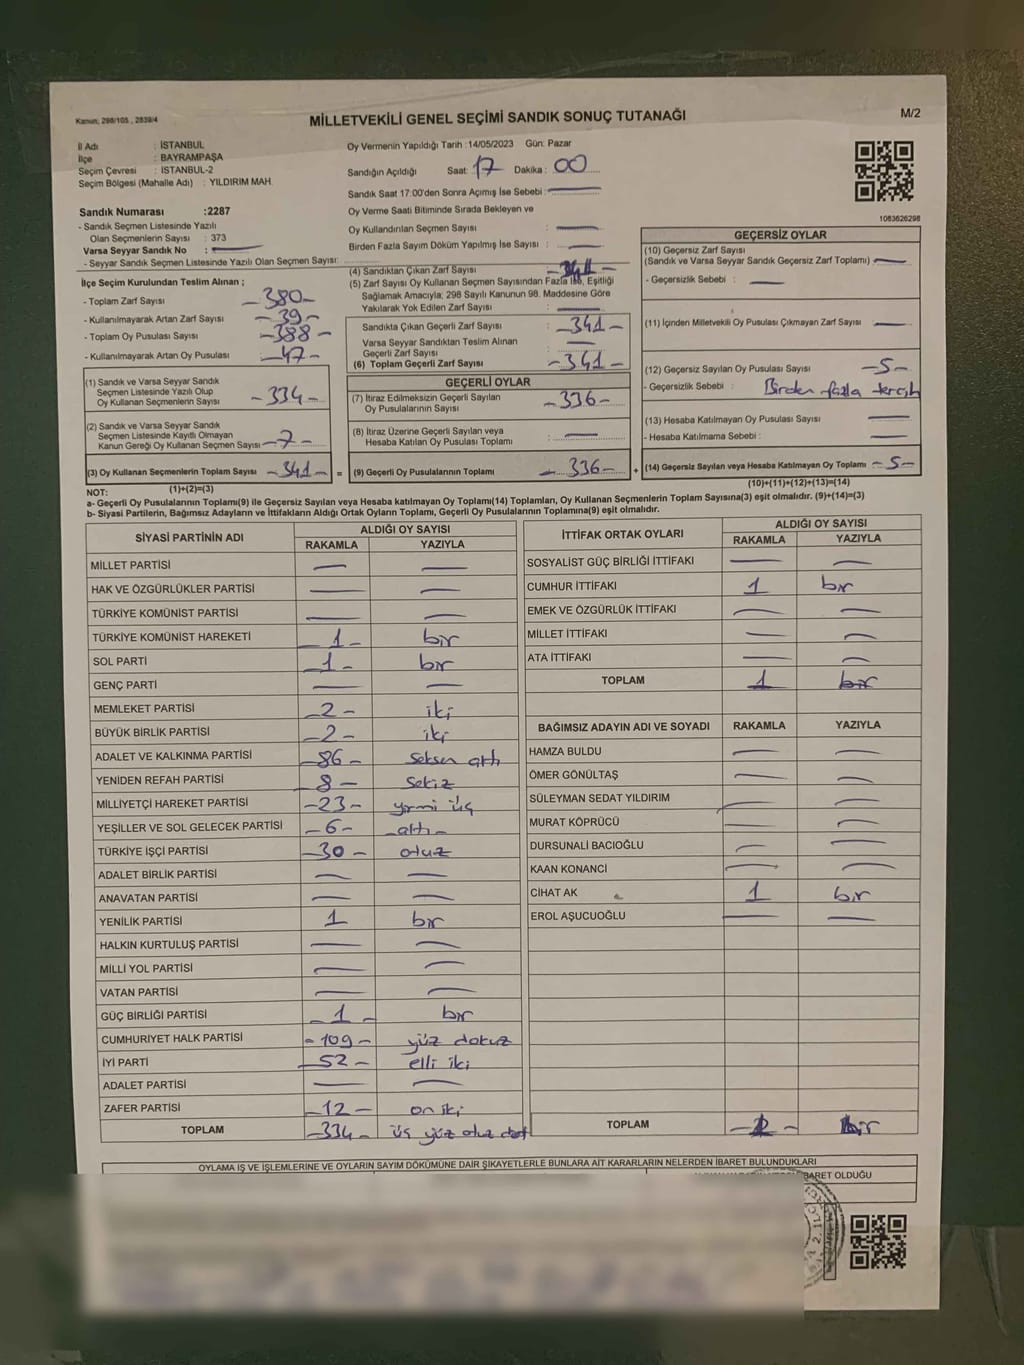 Kanun: 298/105 , 2839/4
MİLLETVEKİLİ GENEL SEÇİMİ SANDIK SONUÇ TUTANAĞI
M/2
İl Adı : İSTANBUL
İlçe : BAYRAMPAŞA
Seçim Çevresi : İSTANBUL-2
Seçim Bölgesi (Mahalle Adı) : YILDIRIM MAH.
Sandık Numarası :2287
- Sandık Seçmen Listesinde Yazılı
Olan Seçmenlerin Sayısı : 373
Varsa Seyyar Sandık No :
- Seyyar Sandık Seçmen Listesinde Yazılı Olan Seçmen Sayısı:
İlçe Seçim Kurulundan Teslim Alınan ;
- Toplam Zarf Sayısı : -380-
- Kullanılmayarak Artan Zarf Sayısı : -39-
- Toplam Oy Pusulası Sayısı : -388-
- Kullanılmayarak Artan Oy Pusulası : -47-
(1) Sandık ve Varsa Seyyar Sandık
Seçmen Listesinde Yazılı Olup
Oy Kullanan Seçmenlerin Sayısı : -334-
(2) Sandık ve Varsa Seyyar Sandık
Seçmen Listesinde Kayıtlı Olmayan
Kanun Gereği Oy Kullanan Seçmen Sayısı : -7-
(3) Oy Kullanan Seçmenlerin Toplam Sayısı : -341- =
(1)+(2)=(3)
Oy Vermenin Yapıldığı Tarih : 14/05/2023 Gün: Pazar
Sandığın Açıldığı Saat : 17 Dakika : 00
Sandık Saat 17:00'den Sonra Açımış İse Sebebi :
Oy Verme Saati Bitiminde Sırada Bekleyen ve
Oy Kullandırılan Seçmen Sayısı :
Birden Fazla Sayım Döküm Yapılmış İse Sayısı :
(4) Sandıktan Çıkan Zarf Sayısı : -341-
(5) Zarf Sayısı Oy Kullanan Seçmen Sayısından Fazla İse, Eşitliği
Sağlamak Amacıyla; 298 Sayılı Kanunun 98. Maddesine Göre
Yakılarak Yok Edilen Zarf Sayısı :
Sandıkta Çıkan Geçerli Zarf Sayısı : -341-
Varsa Seyyar Sandıktan Teslim Alınan
Geçerli Zarf Sayısı :
(6) Toplam Geçerli Zarf Sayısı : -341-
GEÇERLİ OYLAR
(7) İtiraz Edilmeksizin Geçerli Sayılan
Oy Pusulalarının Sayısı : -336-
(8) İtiraz Üzerine Geçerli Sayılan veya
Hesaba Katılan Oy Pusulası Toplamı :
(9) Geçerli Oy Pusulalarının Toplamı : -336- +
1063626298
GEÇERSİZ OYLAR
(10) Geçersiz Zarf Sayısı
(Sandık ve Varsa Seyyar Sandık Geçersiz Zarf Toplamı)
- Geçersizlik Sebebi :
(11) İçinden Milletvekili Oy Pusulası Çıkmayan Zarf Sayısı :
(12) Geçersiz Sayılan Oy Pusulası Sayısı : -5-
- Geçersizlik Sebebi : Birden fazla tercih
(13) Hesaba Katılmayan Oy Pusulası Sayısı :
- Hesaba Katılmama Sebebi :
(14) Geçersiz Sayılan veya Hesaba Katılmayan Oy Toplamı : -5-
(10)+(11)+(12)+(13)=(14)
NOT:
a- Geçerli Oy Pusulalarının Toplamı(9) ile Geçersiz Sayılan veya Hesaba katılmayan Oy Toplamı(14) Toplamları, Oy Kullanan Seçmenlerin Toplam Sayısına(3) eşit olmalıdır. (9)+(14)=(3)
b- Siyasi Partilerin, Bağımsız Adayların ve İttifakların Aldığı Ortak Oyların Toplamı, Geçerli Oy Pusulalarının Toplamına(9) eşit olmalıdır.
SİYASİ PARTİNİN ADI ALDIĞI OY SAYISI
RAKAMLA YAZIYLA
MİLLET PARTİSİ
HAK VE ÖZGÜRLÜKLER PARTİSİ
TÜRKİYE KOMÜNİST PARTİSİ
TÜRKİYE KOMÜNİST HAREKETİ -1- bir
SOL PARTİ -1- bir
GENÇ PARTİ
MEMLEKET PARTİSİ -2- iki
BÜYÜK BİRLİK PARTİSİ -2- iki
ADALET VE KALKINMA PARTİSİ -86- seksen altı
YENİDEN REFAH PARTİSİ -8- sekiz
MİLLİYETÇİ HAREKET PARTİSİ -23- yirmi üç
YEŞİLLER VE SOL GELECEK PARTİSİ -6- -altı-
TÜRKİYE İŞÇİ PARTİSİ -30- otuz
ADALET BİRLİK PARTİSİ
ANAVATAN PARTİSİ
YENİLİK PARTİSİ 1 bir
HALKIN KURTULUŞ PARTİSİ
MİLLİ YOL PARTİSİ
VATAN PARTİSİ
GÜÇ BİRLİĞİ PARTİSİ -1- bir
CUMHURİYET HALK PARTİSİ -109- yüz dokuz
İYİ PARTİ -52- elli iki
ADALET PARTİSİ
ZAFER PARTİSİ -12- on iki
TOPLAM -334- üç yüz otuz dört
İTTİFAK ORTAK OYLARI ALDIĞI OY SAYISI
RAKAMLA YAZIYLA
SOSYALİST GÜÇ BİRLİĞİ İTTİFAKI
CUMHUR İTTİFAKI 1 bir
EMEK VE ÖZGÜRLÜK İTTİFAKI
MİLLET İTTİFAKI
ATA İTTİFAKI
TOPLAM 1 bir
BAĞIMSIZ ADAYIN ADI VE SOYADI RAKAMLA YAZIYLA
HAMZA BULDU
ÖMER GÖNÜLTAŞ
SÜLEYMAN SEDAT YILDIRIM
MURAT KÖPRÜCÜ
DURSUNALİ BACIOĞLU
KAAN KONANCİ
CİHAT AK 1 bir
EROL AŞUCUOĞLU
TOPLAM -1- bir
OYLAMA İŞ VE İŞLEMLERİNE VE OYLARIN SAYIM DÖKÜMÜNE DAİR ŞİKAYETLERLE BUNLARA AİT KARARLARIN NELERDEN İBARET BULUNDUKLARI
BARET OLDUĞU